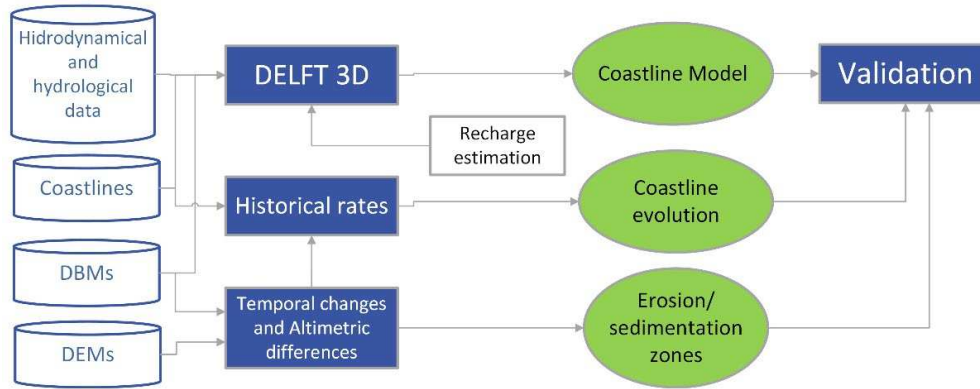 Hidrodynamical
and
hydrological
data
DELFT 3D
Coastline Model
Validation
Recharge
estimation
Coastlines
Historical rates
Coastline
evolution
DBMs
Temporal changes
and Altimetric
differences
Erosion/
sedimentation
zones
DEMs